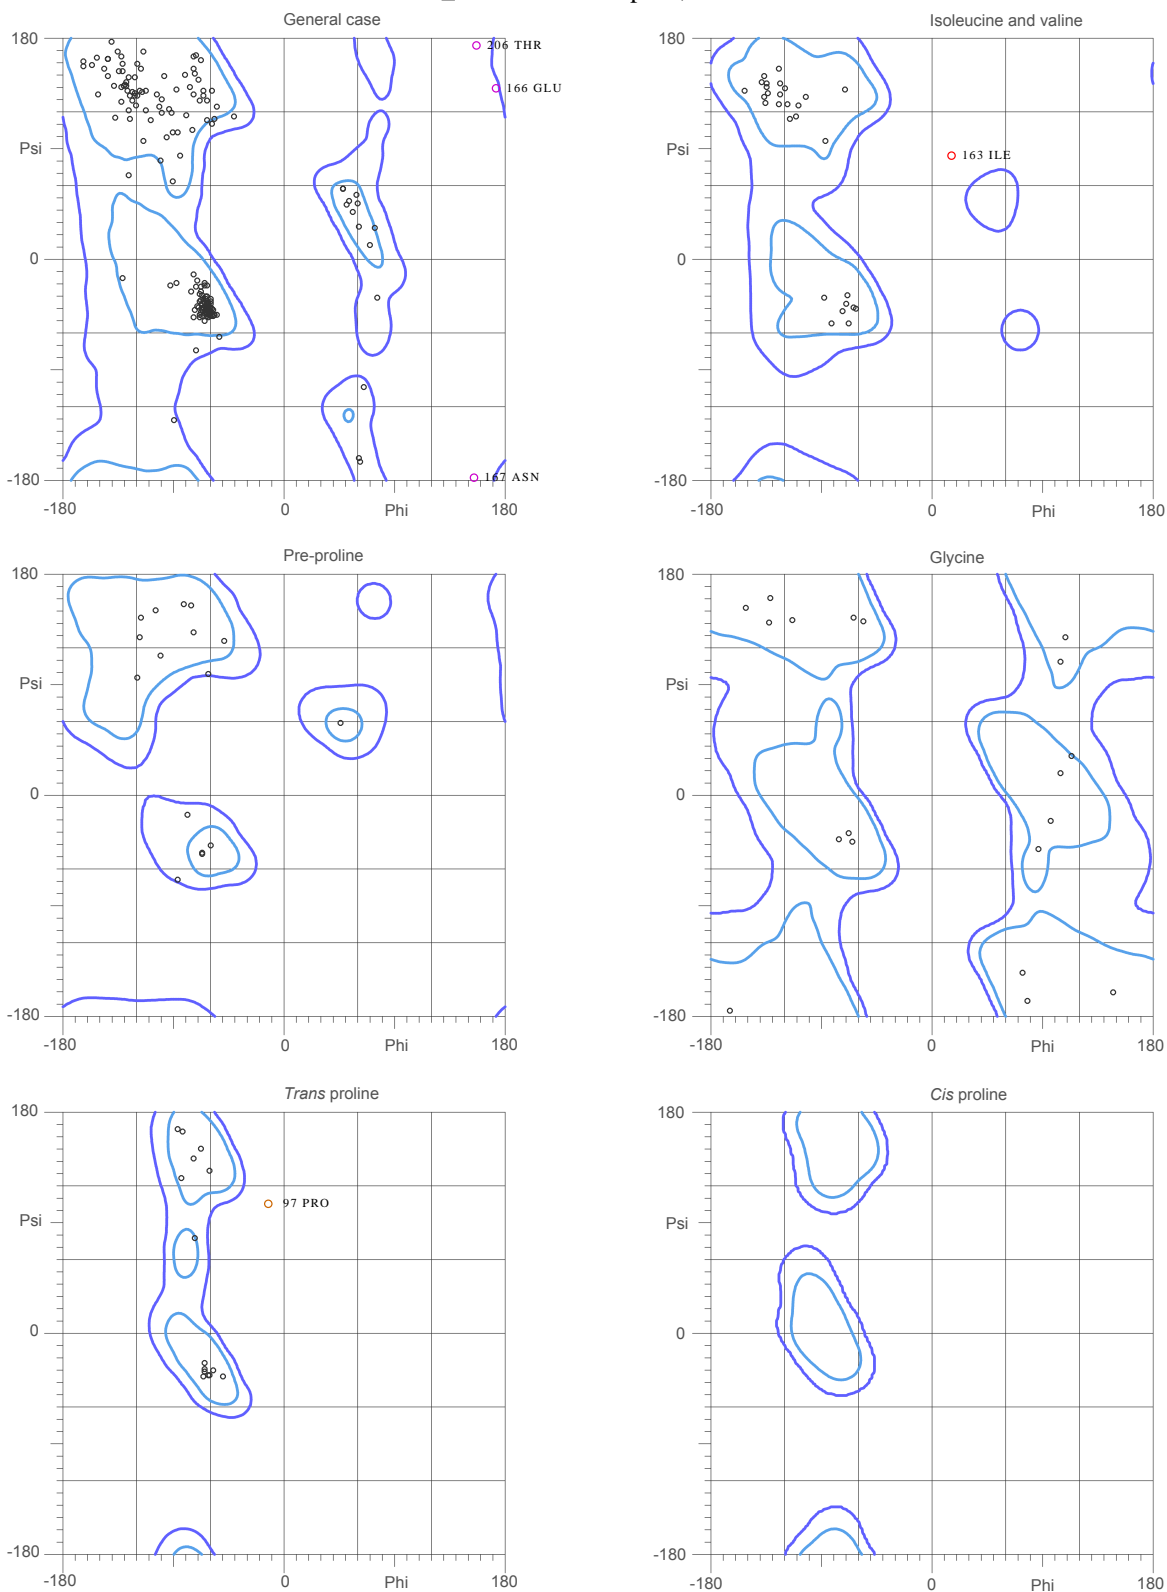 General case
Isoleucine and valine
180
206 THR
166 GLU
Psi
0
167 ASN
-180
-180
0
Phi
180
180
Psi
163 ILE
0
-180
-180
0
Phi
180
Pre-proline
Glycine
180
Psi
0
-180
-180
0
Phi
180
180
Psi
0
-180
-180
0
Phi
180
Trans proline
Cis proline
180
97 PRO
Psi
0
-180
-180
0
Phi
180
180
Psi
0
-180
-180
0
Phi
180